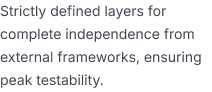 Strictly defined layers for
complete independence from
external frameworks, ensuring
peak testability.